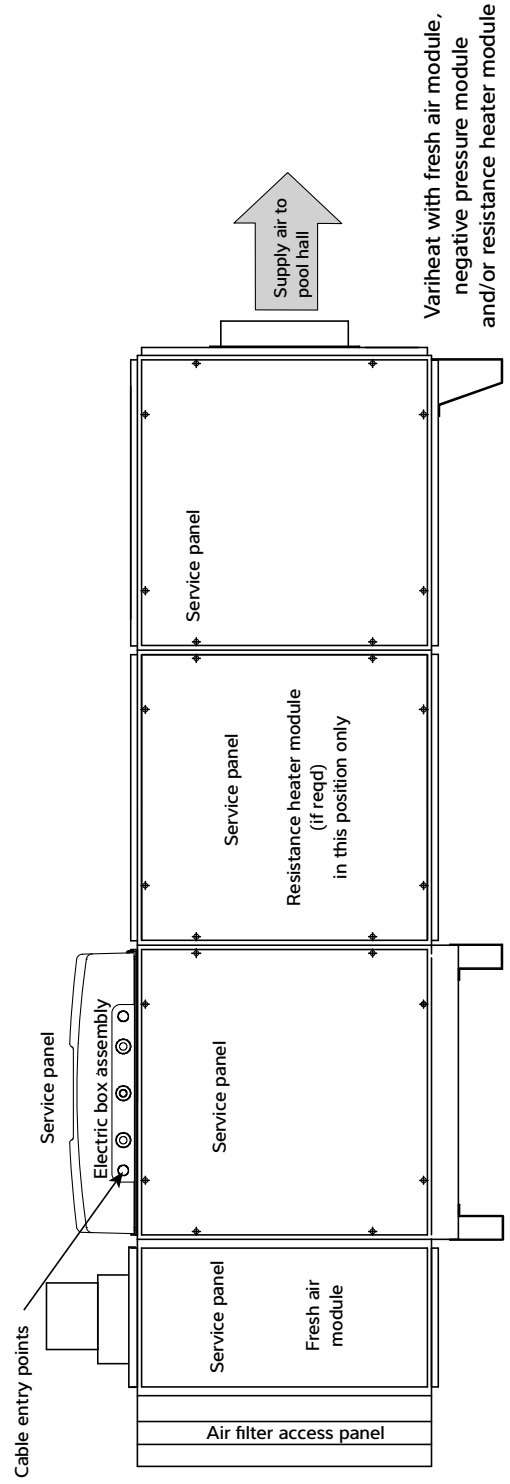 Cable entry points
Service panel
Electric box assembly
Air filter access panel
Service panel
Fresh air
module
Service panel
Service panel
Resistance heater module
(if reqd)
in this position only
Service panel
Supply air to
pool hall
Variheat with fresh air module,
negative pressure module
and/or resistance heater module